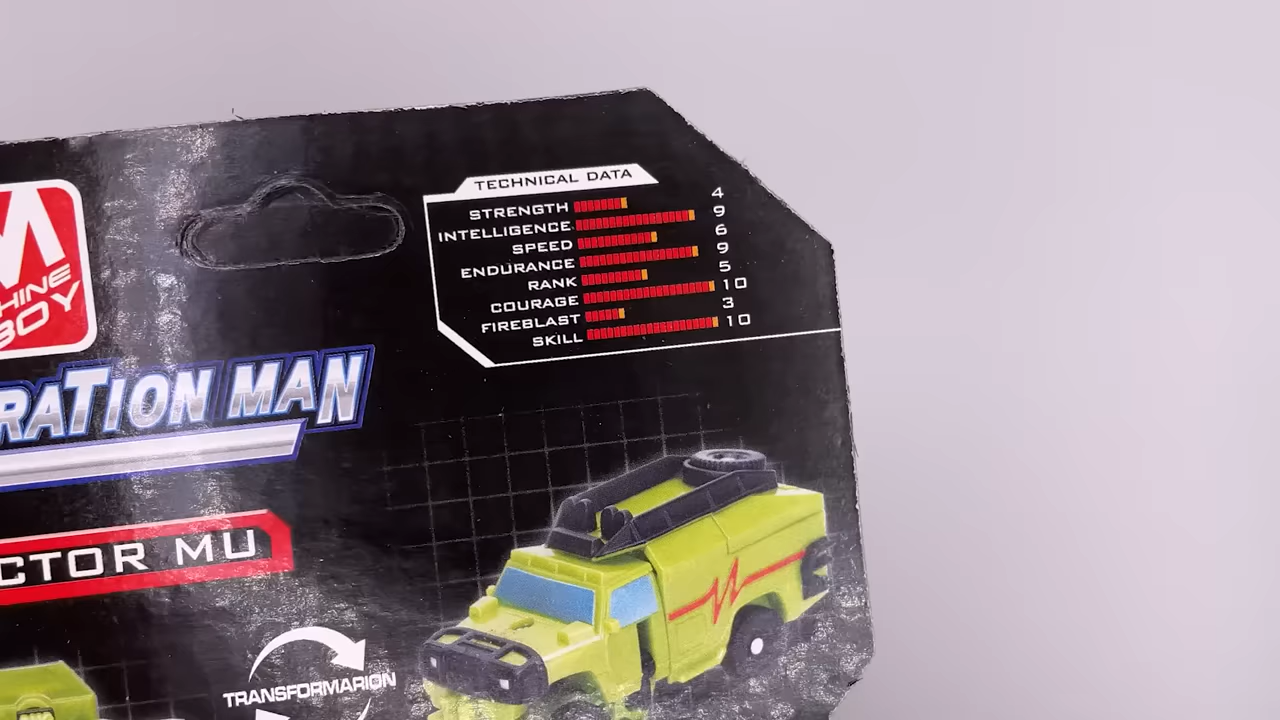 TECHNICAL DATA
STRENGTH 4
INTELLIGENCE 9
SPEED 6
ENDURANCE 9
RANK 5
COURAGE 10
FIREBLAST 3
SKILL 10
M
HINE
BOY
RATION MAN
CTOR MU
TRANSFORMARION